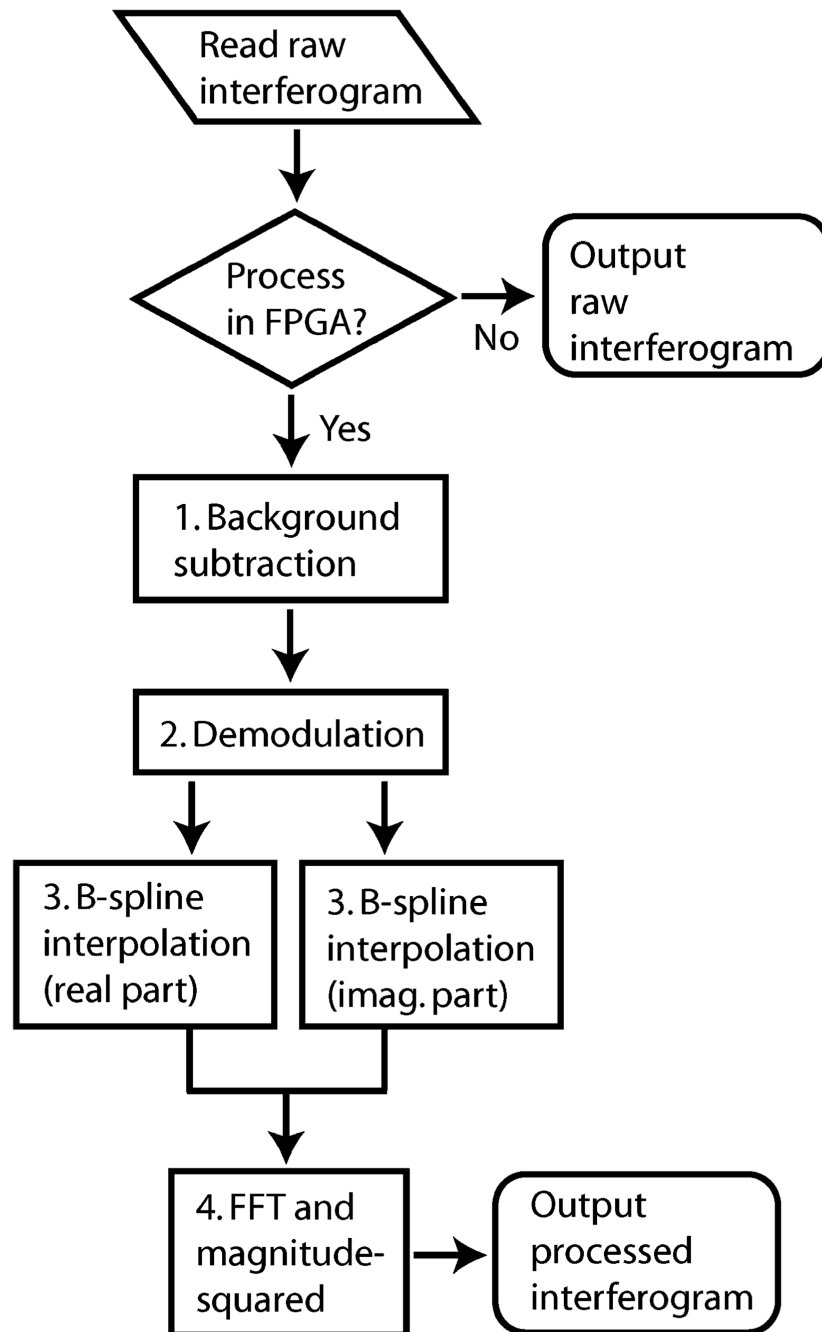 Read raw
interferogram
Process
in FPGA?
No
Output
raw
interferogram
Yes
1. Background
subtraction
2. Demodulation
3. B-spline
interpolation
(real part)
3. B-spline
interpolation
(imag. part)
4. FFT and
magnitude-
squared
Output
processed
interferogram